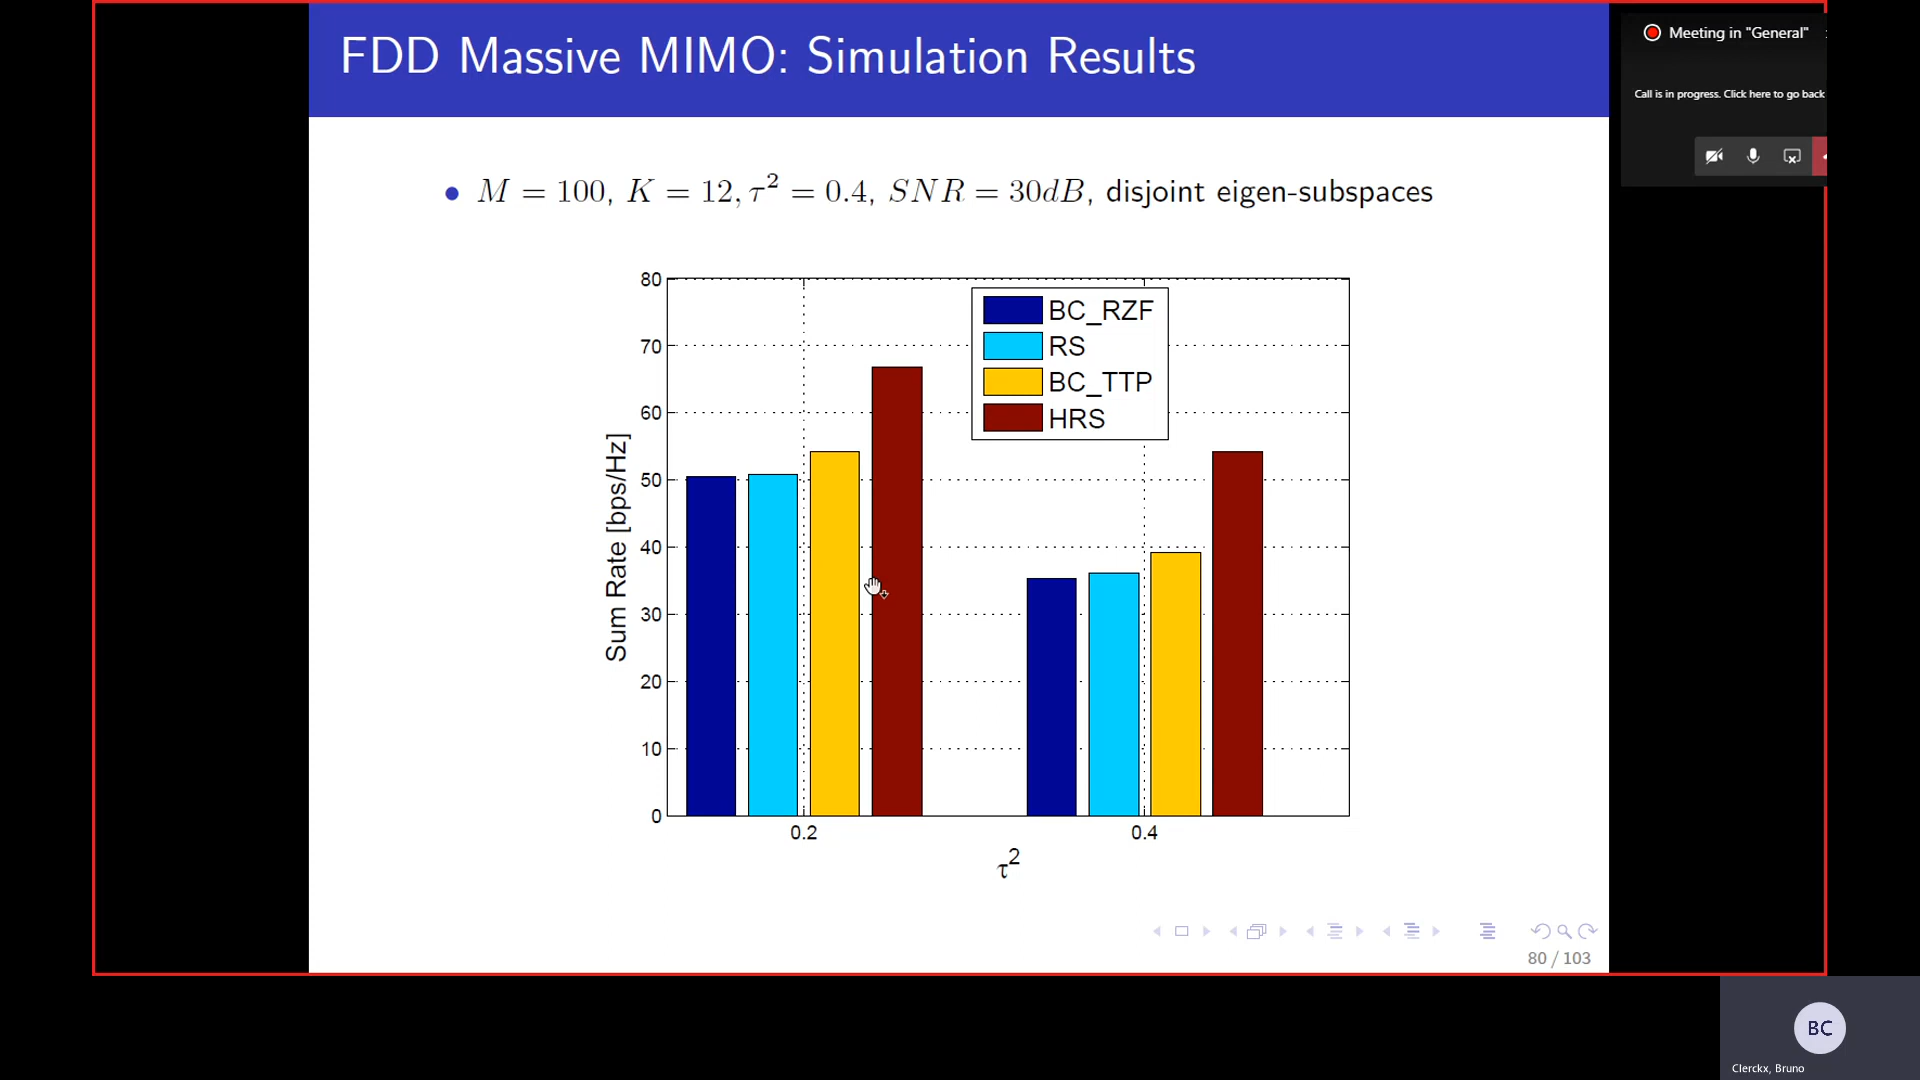 FDD Massive MIMO: Simulation Results
Meeting in "General"
Call is in progress. Click here to go back
• M = 100, K = 12, τ² = 0.4, SNR = 30dB, disjoint eigen-subspaces
80
70
60
50
40
30
20
10
0
Sum Rate [bps/Hz]
BC_RZF
RS
BC_TTP
HRS
0.2
0.4
τ²
80 / 103
BC
Clerckx, Bruno